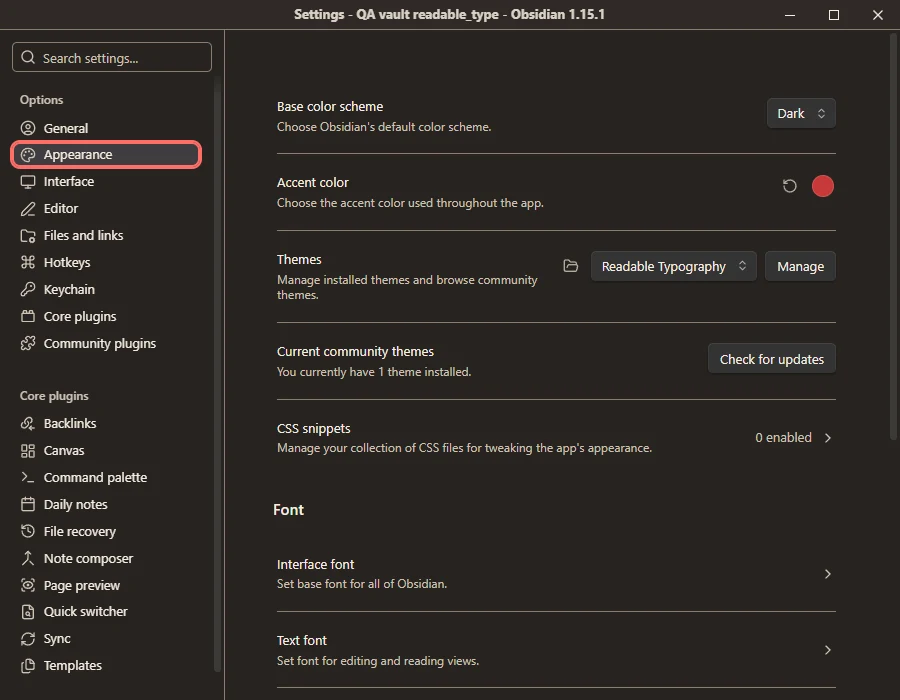 Settings - QA vault readable_type - Obsidian 1.15.1
Search settings...
Options
General
Appearance
Interface
Editor
Files and links
Hotkeys
Keychain
Core plugins
Community plugins
Core plugins
Backlinks
Canvas
Command palette
Daily notes
File recovery
Note composer
Page preview
Quick switcher
Sync
Templates
Base color scheme
Choose Obsidian's default color scheme.
Dark
Accent color
Choose the accent color used throughout the app.
Themes
Manage installed themes and browse community
themes.
Readable Typography
Manage
Current community themes
You currently have 1 theme installed.
Check for updates
CSS snippets
Manage your collection of CSS files for tweaking the app's appearance.
0 enabled
Font
Interface font
Set base font for all of Obsidian.
Text font
Set font for editing and reading views.